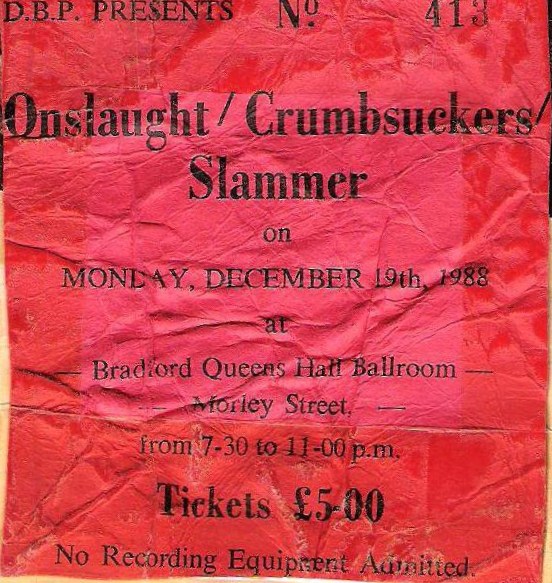 D.B.P. PRESENTS Nº 413
Onslaught / Crumbsuckers/
Slammer
on
MONDAY, DECEMBER 19th, 1988
at
— Bradford Queens Hall Ballroom —
— Morley Street, —
from 7-30 to 11-00 p.m.
Tickets £5-00
No Recording Equipment Admitted.